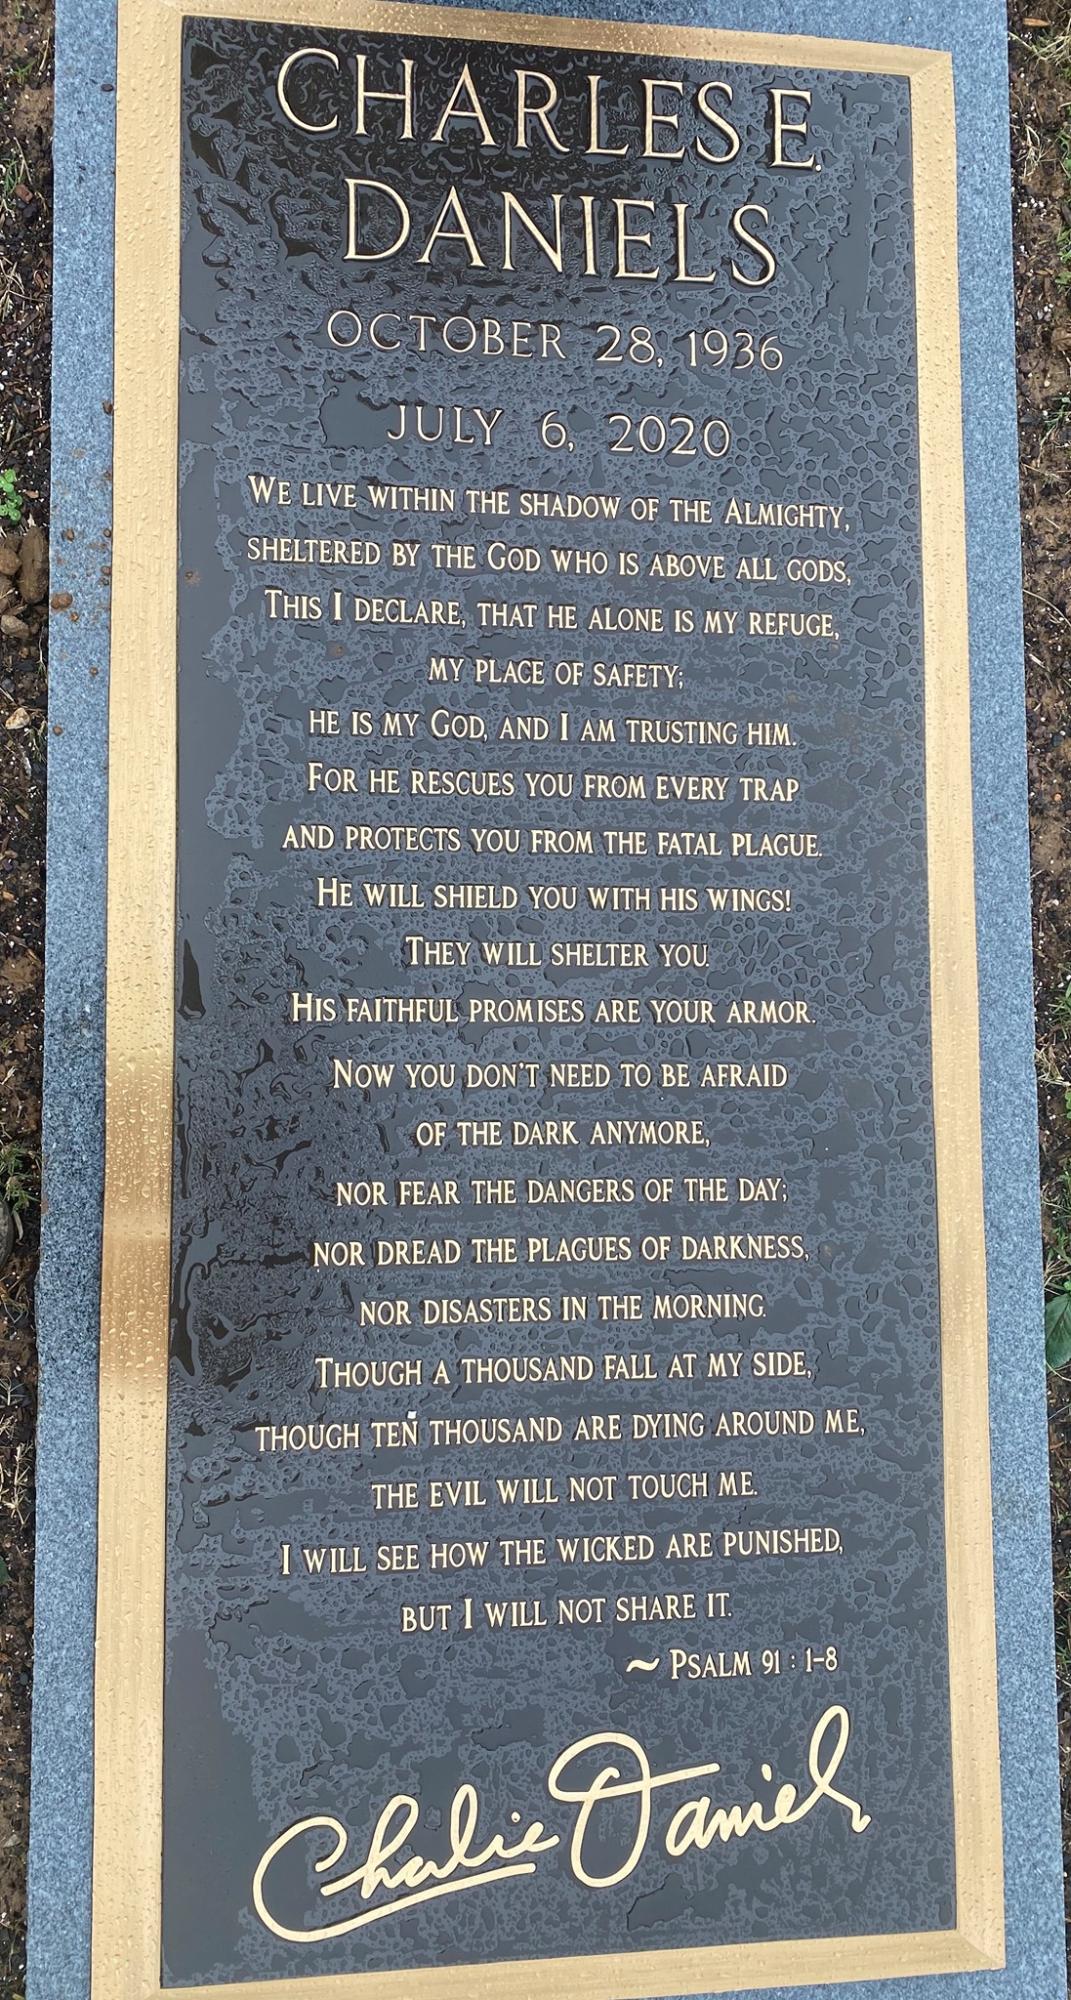 CHARLES E.
DANIELS
OCTOBER 28, 1936
JULY 6, 2020
WE LIVE WITHIN THE SHADOW OF THE ALMIGHTY,
SHELTERED BY THE GOD WHO IS ABOVE ALL GODS,
THIS I DECLARE, THAT HE ALONE IS MY REFUGE,
MY PLACE OF SAFETY;
HE IS MY GOD, AND I AM TRUSTING HIM.
FOR HE RESCUES YOU FROM EVERY TRAP
AND PROTECTS YOU FROM THE FATAL PLAGUE.
HE WILL SHIELD YOU WITH HIS WINGS!
THEY WILL SHELTER YOU.
HIS FAITHFUL PROMISES ARE YOUR ARMOR.
NOW YOU DON'T NEED TO BE AFRAID
OF THE DARK ANYMORE,
NOR FEAR THE DANGERS OF THE DAY;
NOR DREAD THE PLAGUES OF DARKNESS,
NOR DISASTERS IN THE MORNING.
THOUGH A THOUSAND FALL AT MY SIDE,
THOUGH TEN THOUSAND ARE DYING AROUND ME,
THE EVIL WILL NOT TOUCH ME.
I WILL SEE HOW THE WICKED ARE PUNISHED,
BUT I WILL NOT SHARE IT.
~ PSALM 91 : 1-8
Charlie Daniels